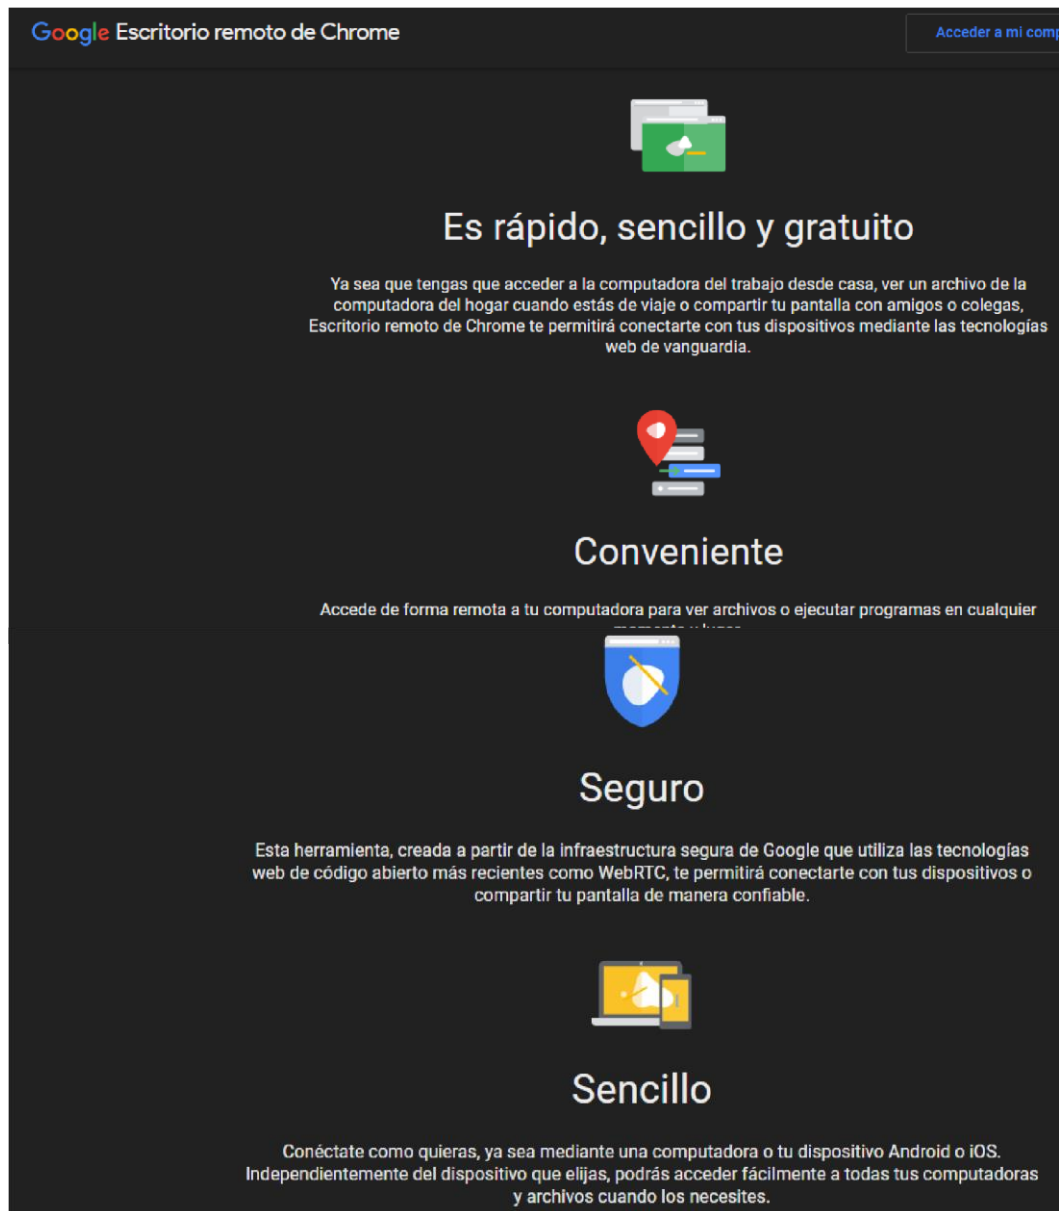 Google Escritorio remoto de Chrome
Acceder a mi comp
Es rápido, sencillo y gratuito
Ya sea que tengas que acceder a la computadora del trabajo desde casa, ver un archivo de la
computadora del hogar cuando estás de viaje o compartir tu pantalla con amigos o colegas,
Escritorio remoto de Chrome te permitirá conectarte con tus dispositivos mediante las tecnologías
web de vanguardia.
Conveniente
Accede de forma remota a tu computadora para ver archivos o ejecutar programas en cualquier
Seguro
Esta herramienta, creada a partir de la infraestructura segura de Google que utiliza las tecnologías
web de código abierto más recientes como WebRTC, te permitirá conectarte con tus dispositivos o
compartir tu pantalla de manera confiable.
Sencillo
Conéctate como quieras, ya sea mediante una computadora o tu dispositivo Android o iOS.
Independientemente del dispositivo que elijas, podrás acceder fácilmente a todas tus computadoras
y archivos cuando los necesites.